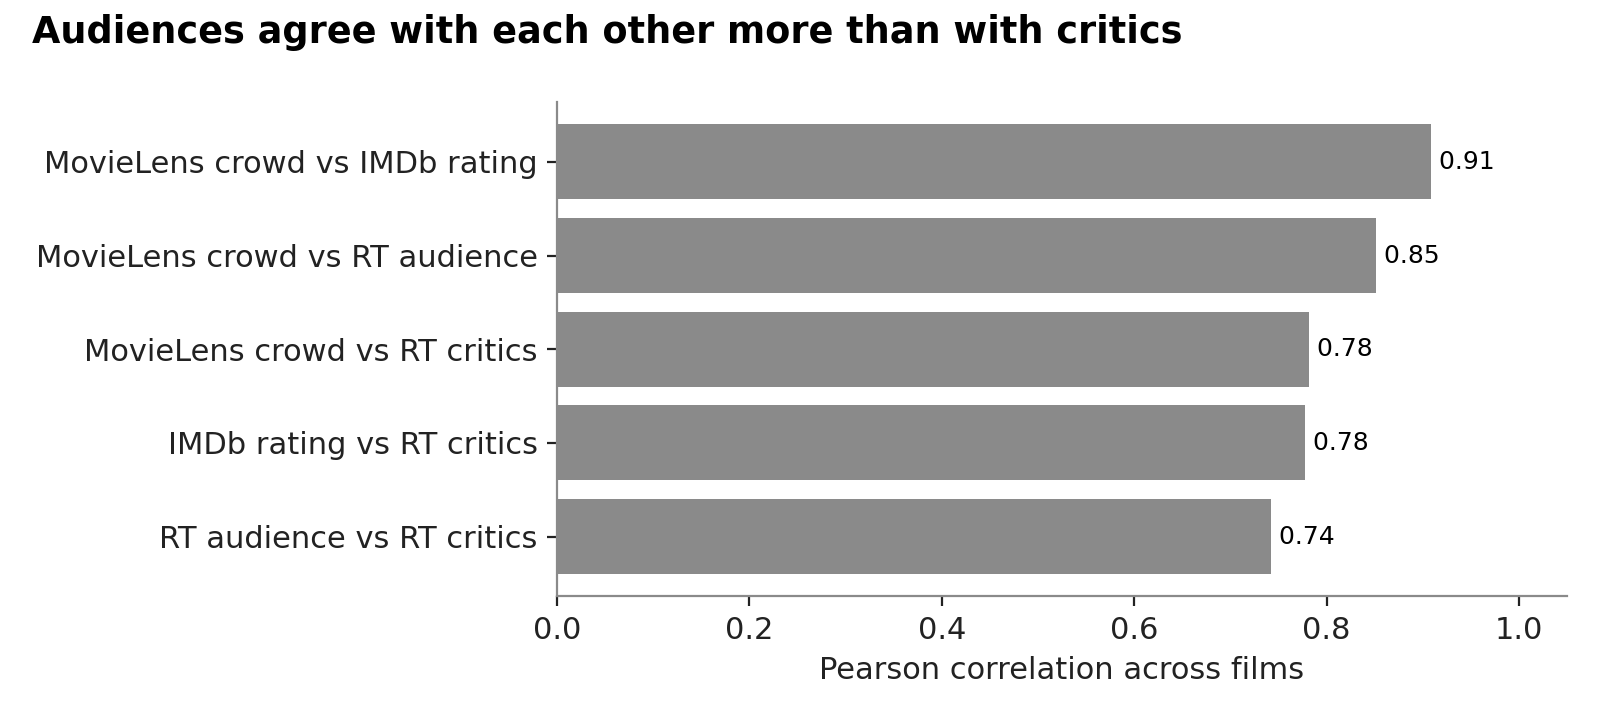 Audiences agree with each other more than with critics
MovieLens crowd vs IMDb rating 0.91
MovieLens crowd vs RT audience 0.85
MovieLens crowd vs RT critics 0.78
IMDb rating vs RT critics 0.78
RT audience vs RT critics 0.74
0.0 0.2 0.4 0.6 0.8 1.0
Pearson correlation across films